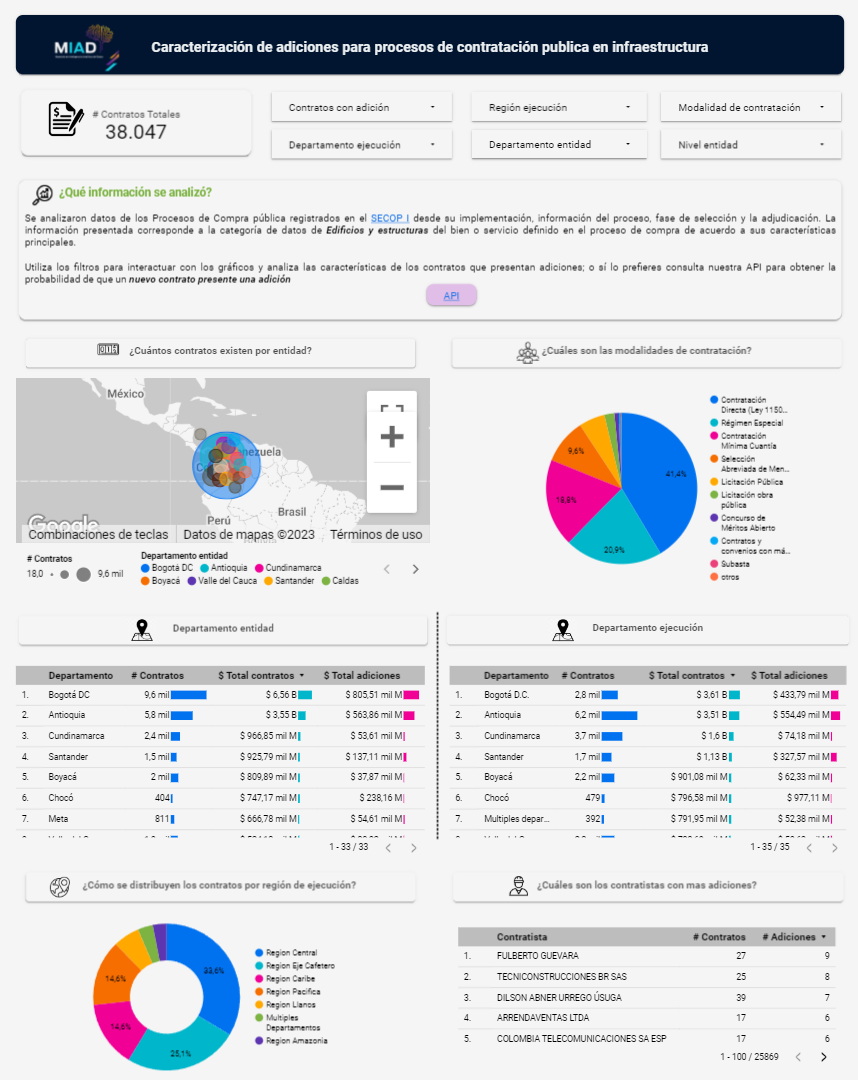 MIAD
Caracterización de adiciones para procesos de contratación publica en infraestructura
# Contratos Totales
38.047
Contratos con adición
Región ejecución
Modalidad de contratación
Departamento ejecución
Departamento entidad
Nivel entidad
¿Qué información se analizó?
Se analizaron datos de los Procesos de Compra pública registrados en el SECOP I desde su implementación, información del proceso, fase de selección y la adjudicación. La
información presentada corresponde a la categoría de datos de Edificios y estructuras del bien o servicio definido en el proceso de compra de acuerdo a sus características
principales.
Utiliza los filtros para interactuar con los gráficos y analiza las características de los contratos que presentan adiciones; o sí lo prefieres consulta nuestra API para obtener la
probabilidad de que un nuevo contrato presente una adición
API
¿Cuántos contratos existen por entidad?
¿Cuáles son las modalidades de contratación?
México
nezuela
Perú
Brasil
Google
Combinaciones de teclas
Datos de mapas ©2023
Términos de uso
# Contratos
18,0
9,6 mil
Departamento entidad
Bogotá DC
Antioquia
Cundinamarca
Boyacá
Valle del Cauca
Santander
Caldas
41,4%
20,9%
19,8%
9,6%
Contratación
Directa (Ley 1150...
Régimen Especial
Contratación
Mínima Cuantía
Selección
Abreviada de Men...
Licitación Pública
Licitación obra
pública
Concurso de
Méritos Abierto
Contratos y
convenios con má...
Subasta
otros
Departamento entidad
Departamento # Contratos $ Total contratos $ Total adiciones
1. Bogotá DC 9,6 mil $ 6,56 B $ 805,51 mil M
2. Antioquia 5,8 mil $ 3,55 B $ 563,86 mil M
3. Cundinamarca 2,4 mil $ 966,85 mil M $ 53,61 mil M
4. Santander 1,5 mil $ 925,79 mil M $ 137,11 mil M
5. Boyacá 2 mil $ 809,89 mil M $ 37,87 mil M
6. Chocó 404 $ 747,17 mil M $ 238,16 mil M
7. Meta 811 $ 666,78 mil M $ 54,61 mil M
1 - 33 / 33
Departamento ejecución
Departamento # Contratos $ Total contratos $ Total adiciones
1. Bogotá D.C. 2,8 mil $ 3,61 B $ 433,79 mil M
2. Antioquia 6,2 mil $ 3,51 B $ 554,49 mil M
3. Cundinamarca 3,7 mil $ 1,6 B $ 74,18 mil M
4. Santander 1,7 mil $ 1,13 B $ 327,57 mil M
5. Boyacá 2,2 mil $ 901,08 mil M $ 62,33 mil M
6. Chocó 479 $ 796,58 mil M $ 977,11 M
7. Multiples depar... 392 $ 791,95 mil M $ 52,38 mil M
1 - 35 / 35
¿Cómo se distribuyen los contratos por región de ejecución?
33,6%
25,1%
14,6%
14,6%
Region Central
Region Eje Cafetero
Region Caribe
Region Pacifica
Region Llanos
Multiples
Departamentos
Region Amazonia
¿Cuáles son los contratistas con mas adiciones?
Contratista # Contratos # Adiciones
1. FULBERTO GUEVARA 27 9
2. TECNICONSTRUCCIONES BR SAS 25 8
3. DILSON ABNER URREGO ÚSUGA 39 7
4. ARRENDAVENTAS LTDA 17 6
5. COLOMBIA TELECOMUNICACIONES SA ESP 17 6
1 - 100 / 25869